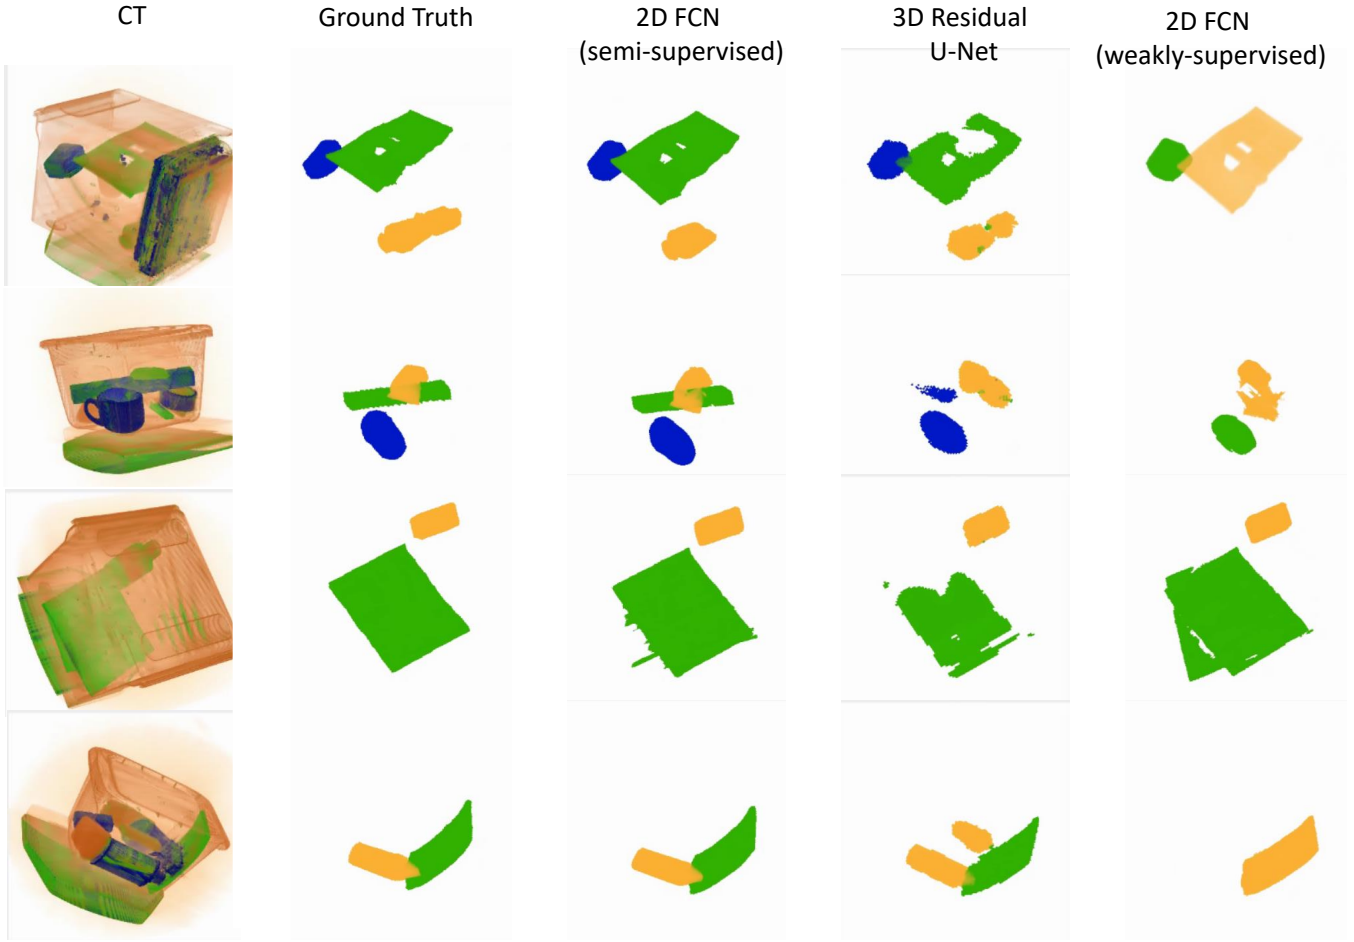 CT
Ground Truth
2D FCN
(semi-supervised)
3D Residual
U-Net
2D FCN
(weakly-supervised)